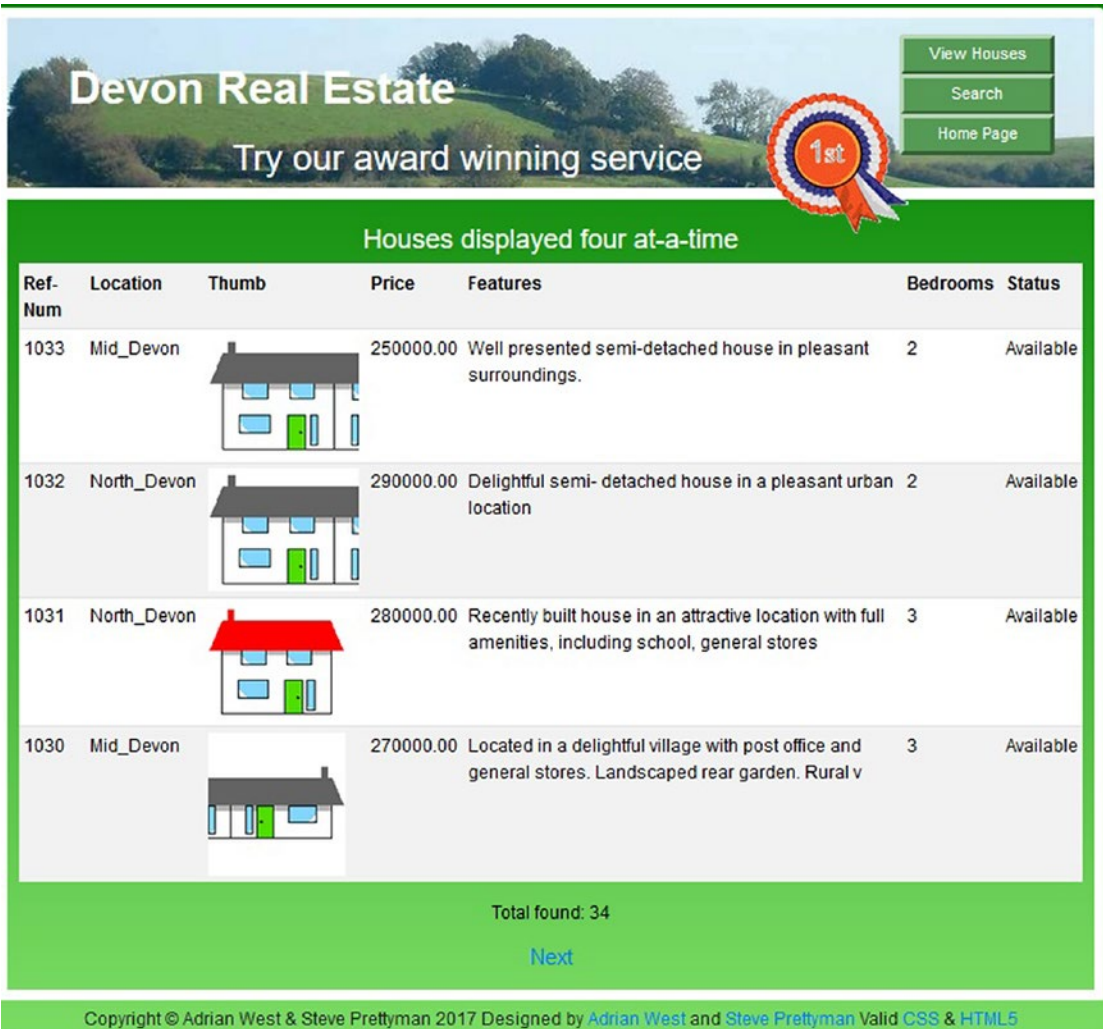 Devon Real Estate
Try our award winning service
1st
View Houses
Search
Home Page
Houses displayed four at-a-time
Ref-Num Location Thumb Price Features Bedrooms Status
1033 Mid_Devon 250000.00 Well presented semi-detached house in pleasant surroundings. 2 Available
1032 North_Devon 290000.00 Delightful semi- detached house in a pleasant urban location 2 Available
1031 North_Devon 280000.00 Recently built house in an attractive location with full amenities, including school, general stores 3 Available
1030 Mid_Devon 270000.00 Located in a delightful village with post office and general stores. Landscaped rear garden. Rural v 3 Available
Total found: 34
Next
Copyright © Adrian West & Steve Prettyman 2017 Designed by Adrian West and Steve Prettyman Valid CSS & HTML5